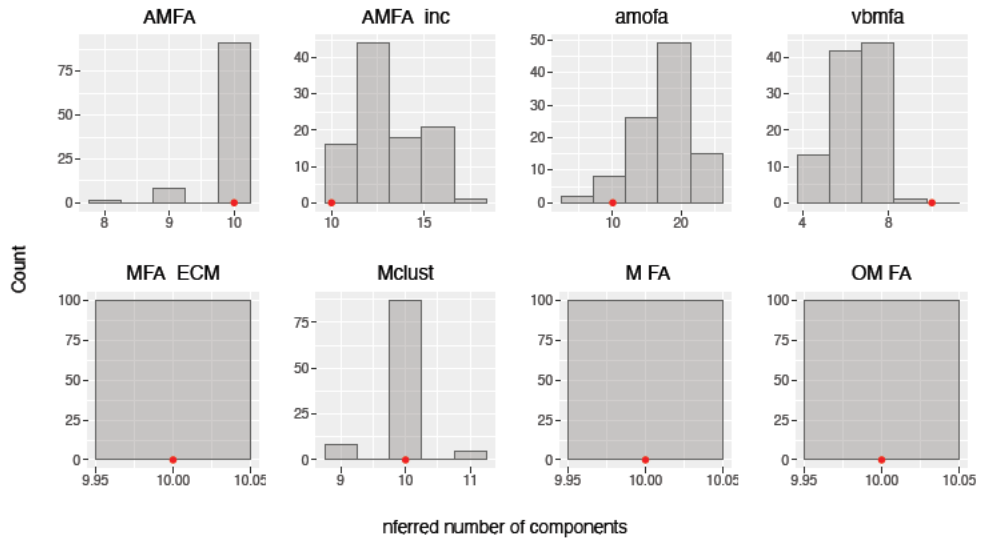 AMFA AMFA inc amofa vbmfa
75 50 25 0
8 9 10
40 30 20 10 0
10 15
50 40 30 20 10 0
10 20
40 30 20 10 0
4 8
Count
MFA ECM Mclust M FA OM FA
100 75 50 25 0
9.95 10.00 10.05
75 50 25 0
9 10 11
100 75 50 25 0
9.95 10.00 10.05
100 75 50 25 0
9.95 10.00 10.05
nferred number of components